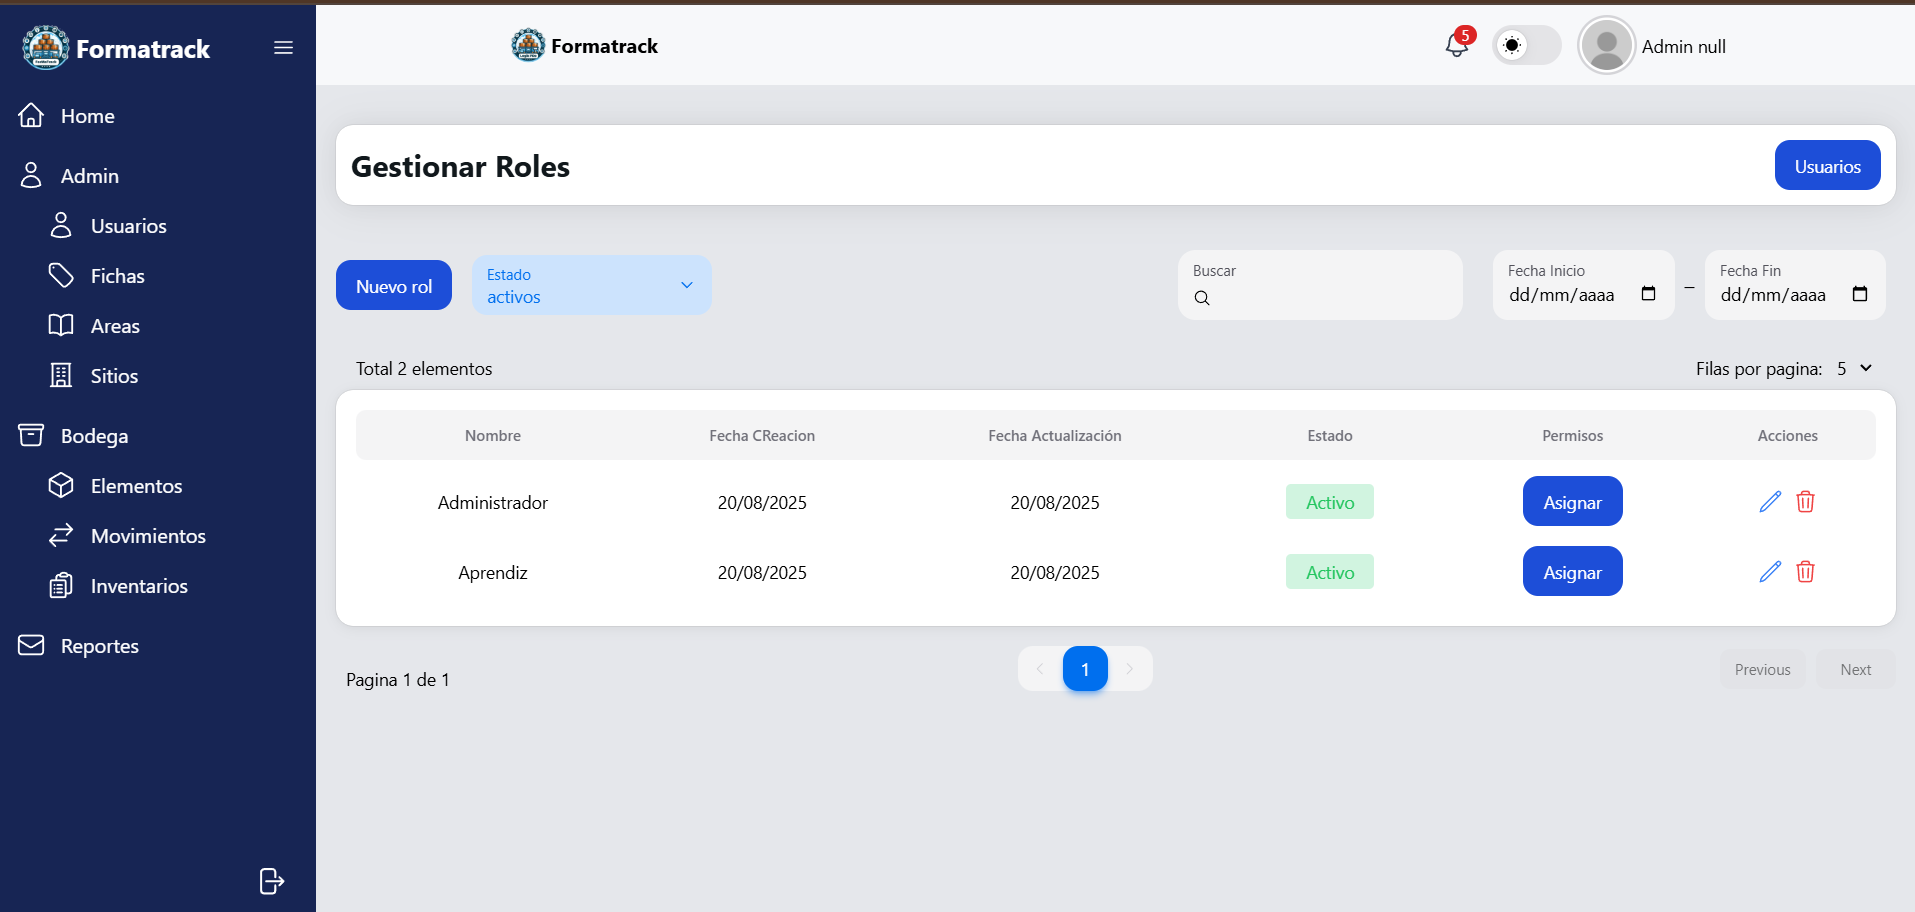 Formatrack
Home
Admin
Usuarios
Fichas
Areas
Sitios
Bodega
Elementos
Movimientos
Inventarios
Reportes
Formatrack
5
Admin null
Gestionar Roles
Usuarios
Nuevo rol
Estado
activos
Buscar
Fecha Inicio
dd/mm/aaaa
–
Fecha Fin
dd/mm/aaaa
Total 2 elementos
Filas por pagina: 5
Nombre Fecha CReacion Fecha Actualización Estado Permisos Acciones
Administrador 20/08/2025 20/08/2025 Activo Asignar
Aprendiz 20/08/2025 20/08/2025 Activo Asignar
Pagina 1 de 1
1
Previous
Next